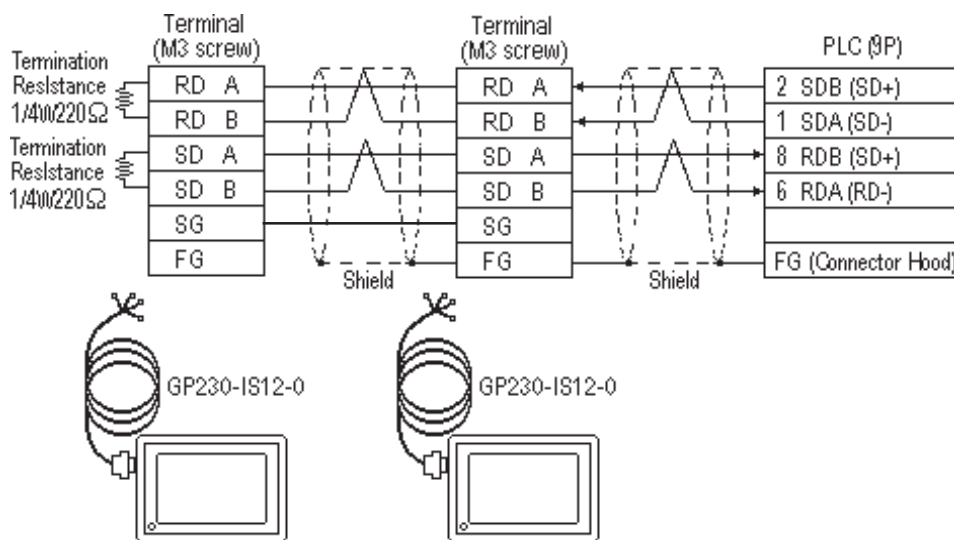 Termination
Resistance
1/4W220Ω
Termination
Resistance
1/4W220Ω
Terminal
(M3 screw)
RD A
RD B
SD A
SD B
SG
FG
Shield
Terminal
(M3 screw)
RD A
RD B
SD A
SD B
SG
FG
Shield
PLC (9P)
2 SDB (SD+)
1 SDA (SD-)
8 RDB (SD+)
6 RDA (RD-)
FG (Connector Hood)
GP230-IS12-0
GP230-IS12-0